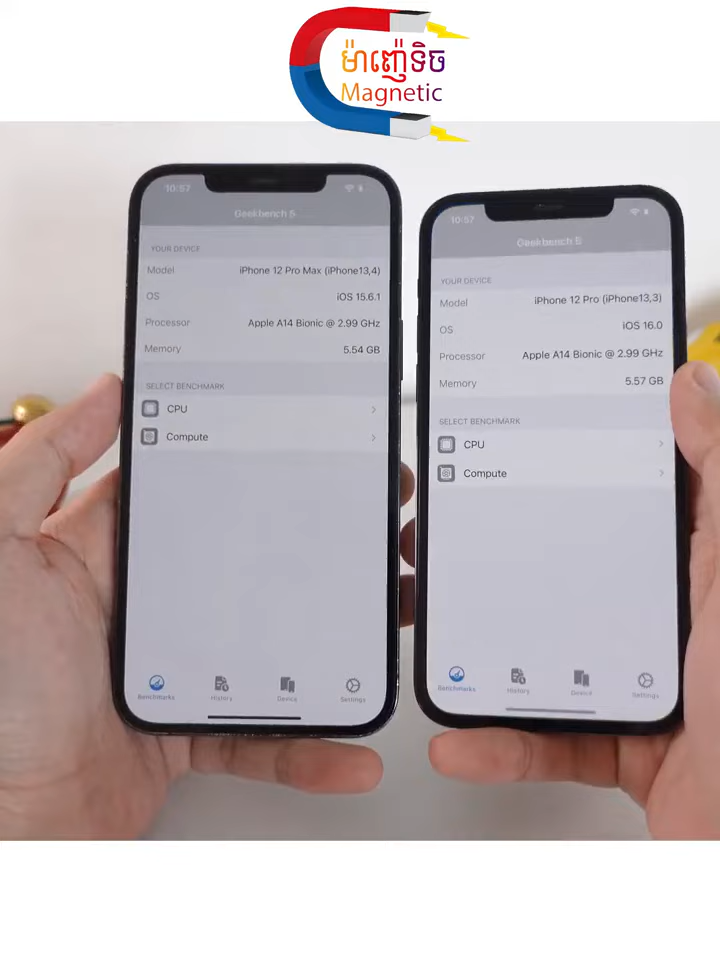 ម៉ាញ៉េទិច
Magnetic
10:57
Geekbench 5
YOUR DEVICE
Model iPhone 12 Pro Max (iPhone13,4)
OS iOS 15.6.1
Processor Apple A14 Bionic @ 2.99 GHz
Memory 5.54 GB
SELECT BENCHMARK
CPU
Compute
Benchmarks History Device Settings
10:57
Geekbench 5
YOUR DEVICE
Model iPhone 12 Pro (iPhone13,3)
OS iOS 16.0
Processor Apple A14 Bionic @ 2.99 GHz
Memory 5.57 GB
SELECT BENCHMARK
CPU
Compute
Benchmarks History Device Settings